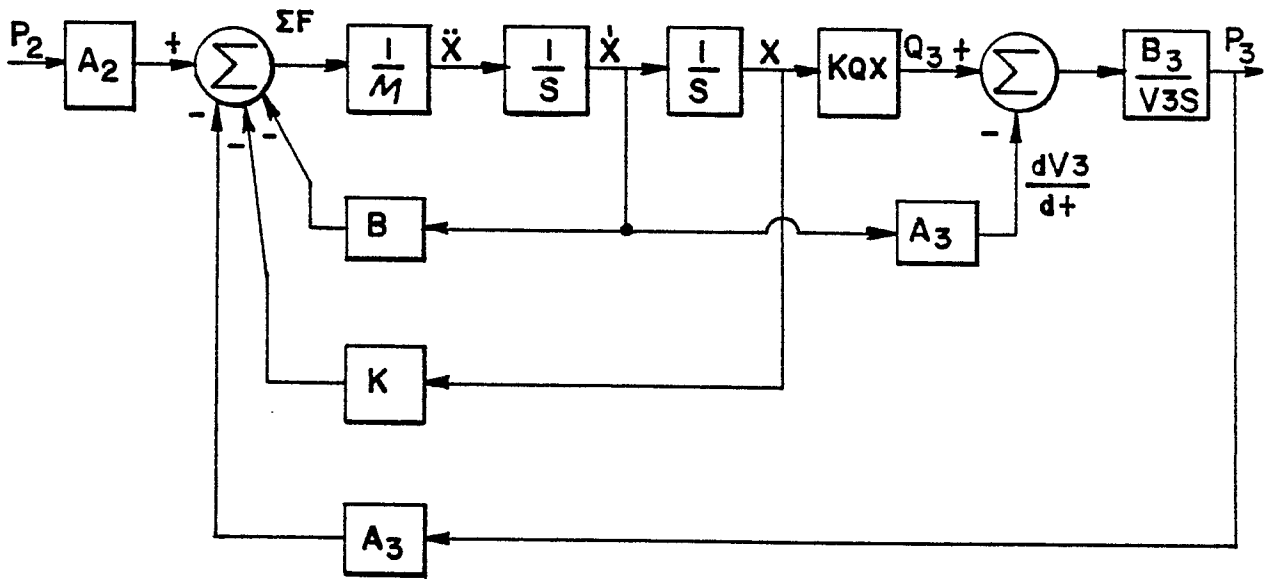 P2
A2
+
Σ
ΣF
1/M
Ẍ
1/S
Ẋ
1/S
X
KQX
Q3
+
Σ
B3/V3S
P3
-
-
-
-
dV3/dt
B
A3
K
A3